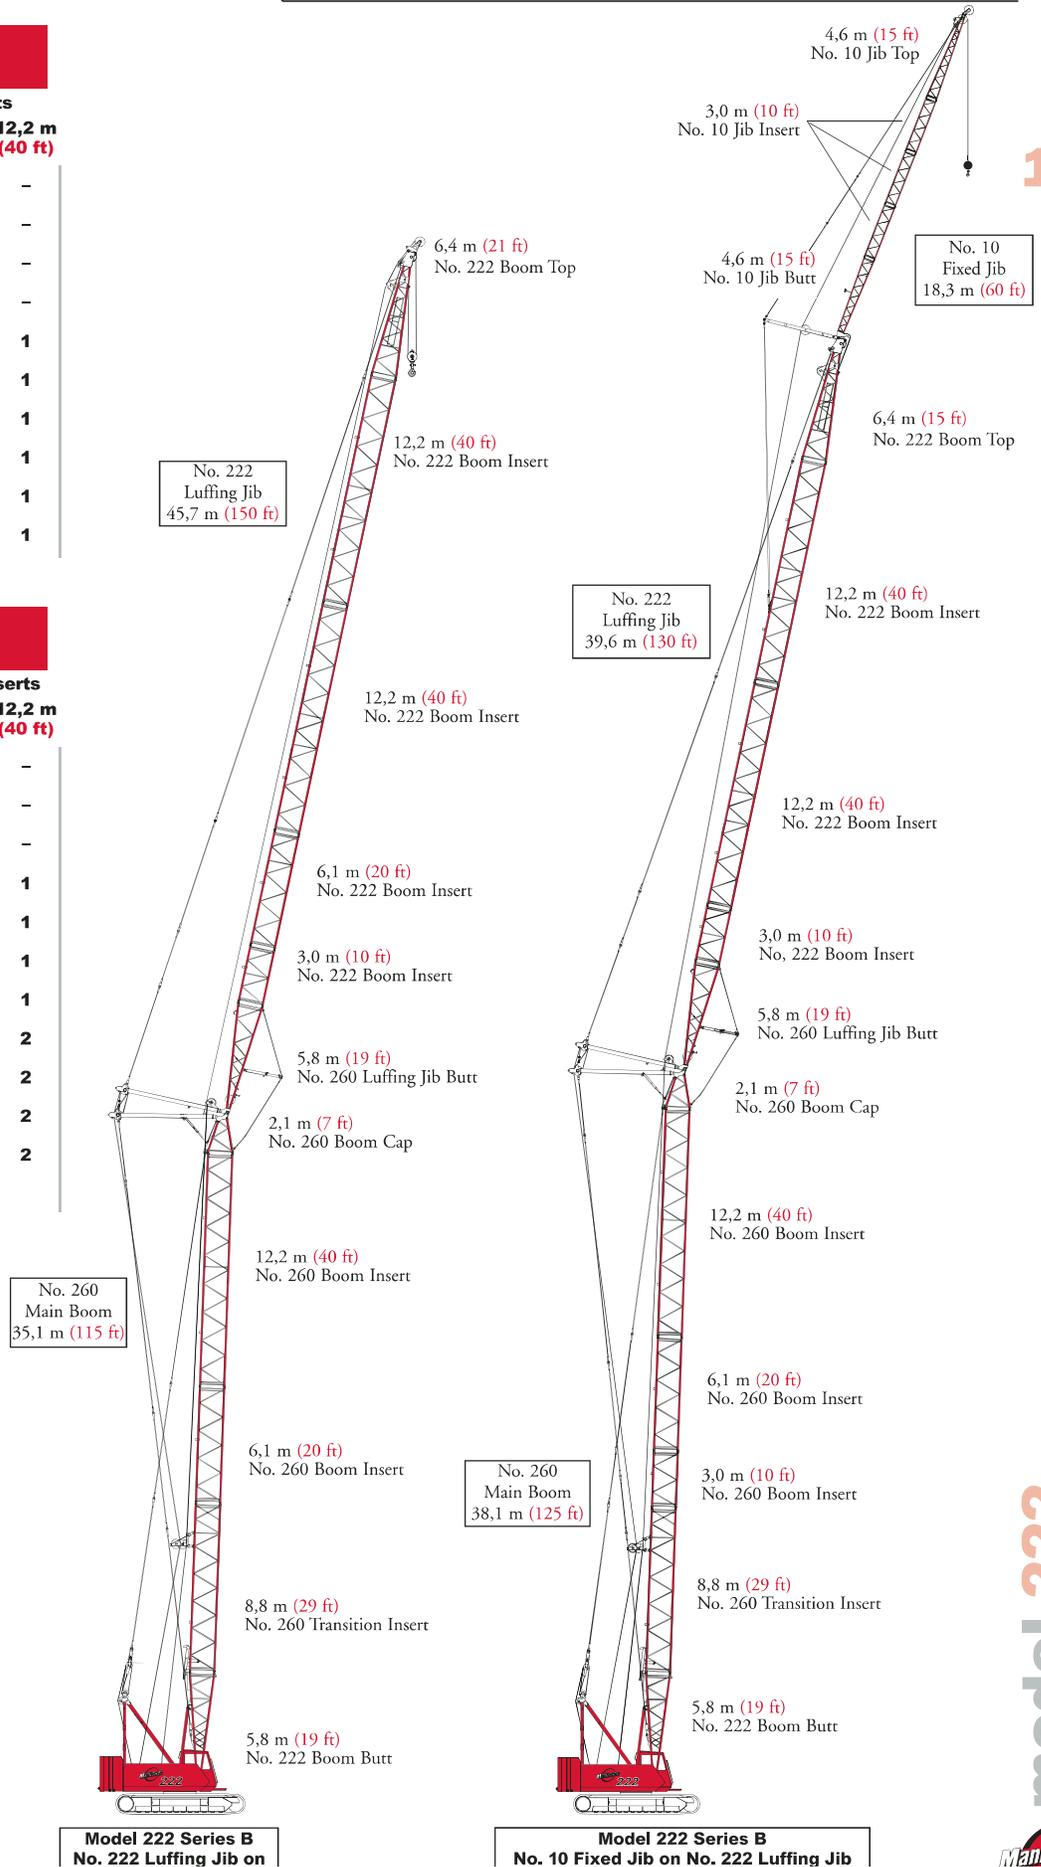 ts
12,2 m
(40 ft)
–
–
–
–
1
1
1
1
1
1
serts
12,2 m
(40 ft)
–
–
–
1
1
1
1
2
2
2
2
6,4 m (21 ft)
No. 222 Boom Top
12,2 m (40 ft)
No. 222 Boom Insert
No. 222
Luffing Jib
45,7 m (150 ft)
12,2 m (40 ft)
No. 222 Boom Insert
6,1 m (20 ft)
No. 222 Boom Insert
3,0 m (10 ft)
No. 222 Boom Insert
5,8 m (19 ft)
No. 260 Luffing Jib Butt
2,1 m (7 ft)
No. 260 Boom Cap
12,2 m (40 ft)
No. 260 Boom Insert
No. 260
Main Boom
35,1 m (115 ft)
6,1 m (20 ft)
No. 260 Boom Insert
8,8 m (29 ft)
No. 260 Transition Insert
5,8 m (19 ft)
No. 222 Boom Butt
222
Model 222 Series B
No. 222 Luffing Jib on
4,6 m (15 ft)
No. 10 Jib Top
3,0 m (10 ft)
No. 10 Jib Insert
4,6 m (15 ft)
No. 10 Jib Butt
No. 10
Fixed Jib
18,3 m (60 ft)
6,4 m (15 ft)
No. 222 Boom Top
12,2 m (40 ft)
No. 222 Boom Insert
No. 222
Luffing Jib
39,6 m (130 ft)
12,2 m (40 ft)
No. 222 Boom Insert
3,0 m (10 ft)
No, 222 Boom Insert
5,8 m (19 ft)
No. 260 Luffing Jib Butt
2,1 m (7 ft)
No. 260 Boom Cap
12,2 m (40 ft)
No. 260 Boom Insert
6,1 m (20 ft)
No. 260 Boom Insert
No. 260
Main Boom
38,1 m (125 ft)
3,0 m (10 ft)
No. 260 Boom Insert
8,8 m (29 ft)
No. 260 Transition Insert
5,8 m (19 ft)
No. 222 Boom Butt
222
Model 222 Series B
No. 10 Fixed Jib on No. 222 Luffing Jib
1
model 222
Man